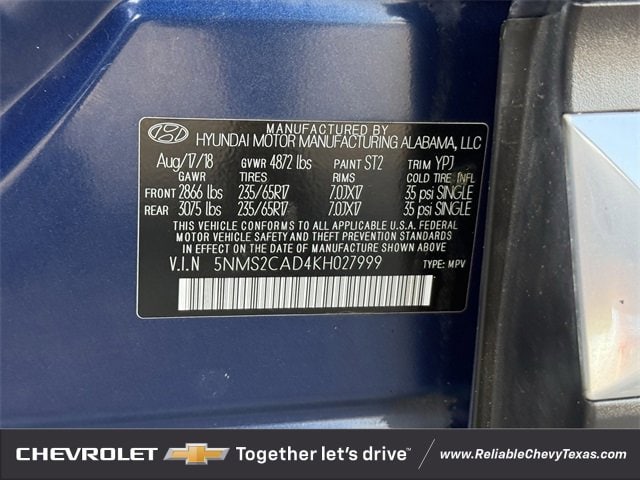 MANUFACTURED BY
HYUNDAI MOTOR MANUFACTURING ALABAMA, LLC
Aug/17/18 GVWR 4872 lbs PAINT ST2 TRIM YPJ
GAWR TIRES RIMS COLD TIRE INFL
FRONT 2866 lbs 235/65R17 7.0JX17 35 psi SINGLE
REAR 3075 lbs 235/65R17 7.0JX17 35 psi SINGLE
THIS VEHICLE CONFORMS TO ALL APPLICABLE U.S.A FEDERAL
MOTOR VEHICLE SAFETY AND THEFT PREVENTION STANDARDS
IN EFFECT ON THE DATE OF MANUFACTURE SHOWN ABOVE.
V.I.N 5NMS2CAD4KH027999 TYPE: MPV
CHEVROLET Together let's drive™ www.ReliableChevyTexas.com